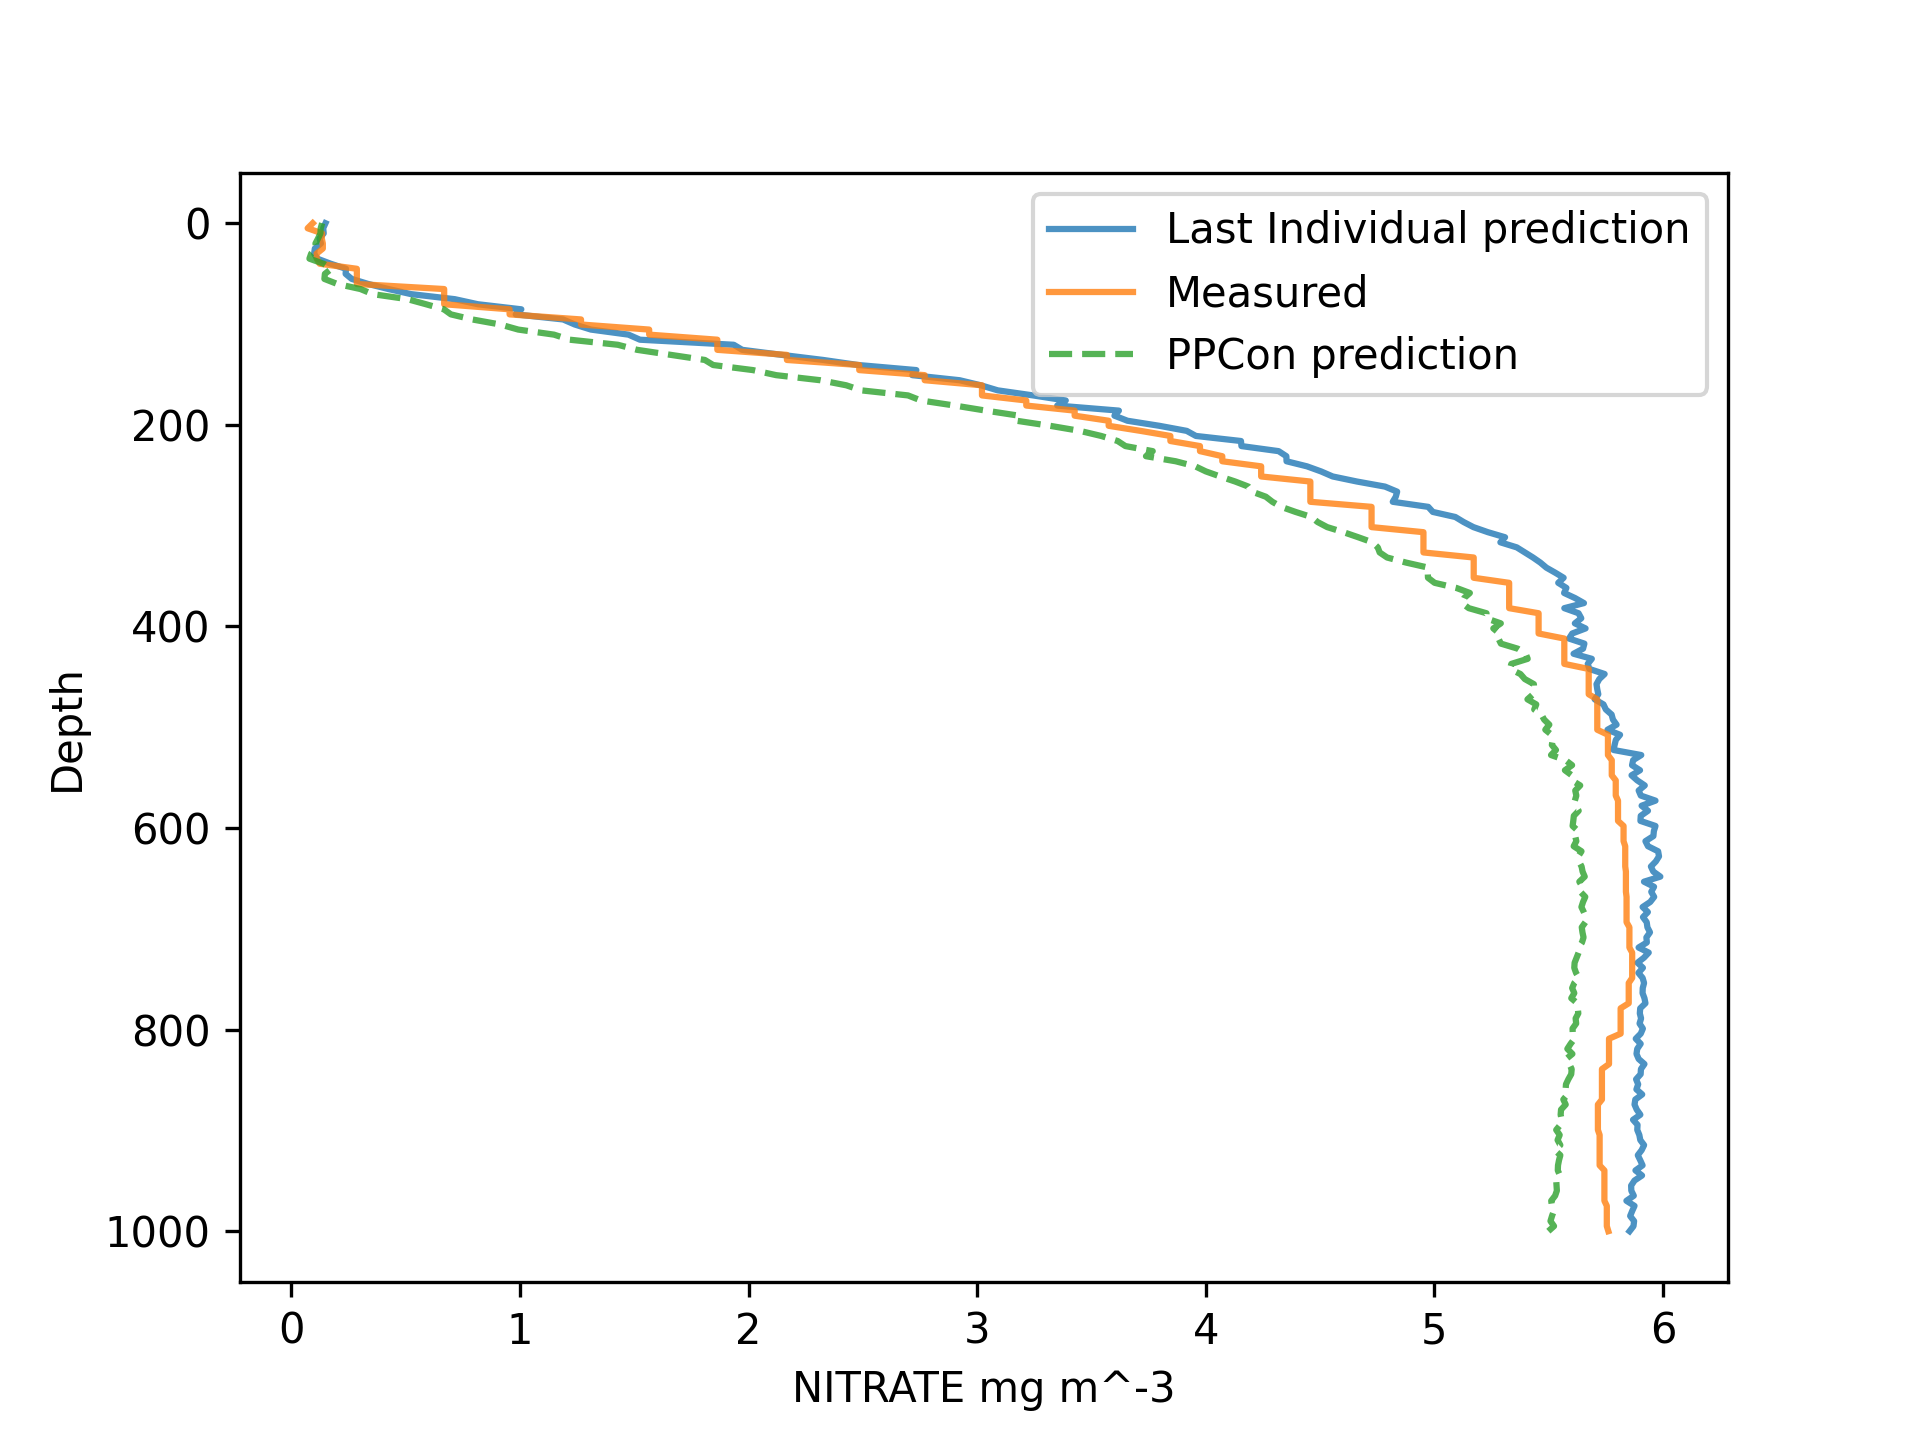 Last Individual prediction
Measured
PPCon prediction
0
200
400
600
800
1000
Depth
0 1 2 3 4 5 6
NITRATE mg m^-3